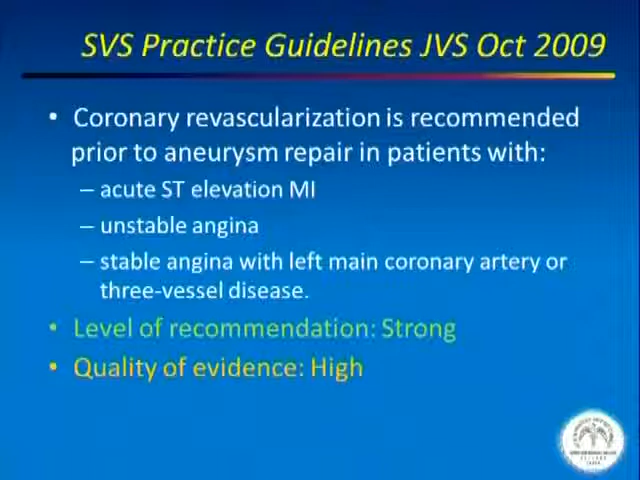 SVS Practice Guidelines JVS Oct 2009
• Coronary revascularization is recommended
prior to aneurysm repair in patients with:
– acute ST elevation MI
– unstable angina
– stable angina with left main coronary artery or
three-vessel disease.
• Level of recommendation: Strong
• Quality of evidence: High